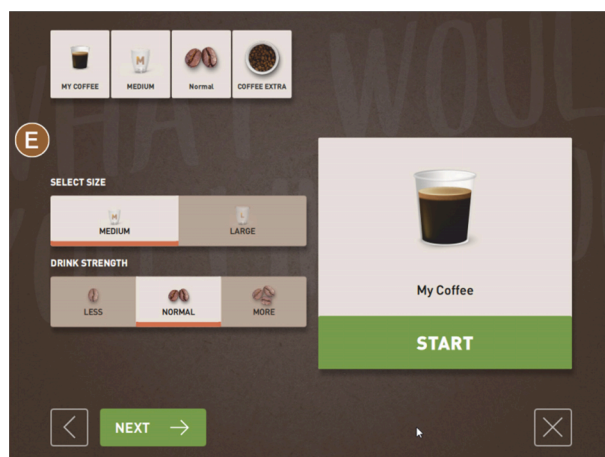 MY COFFEE
MEDIUM
Normal
COFFEE EXTRA
E
SELECT SIZE
M
MEDIUM
L
LARGE
DRINK STRENGTH
LESS
NORMAL
MORE
My Coffee
START
NEXT